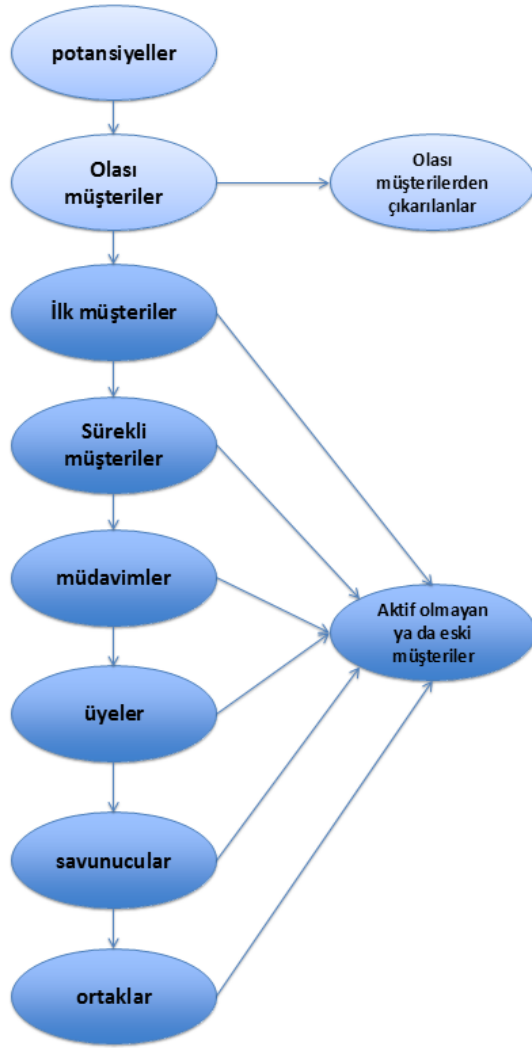 potansiyeller
Olası
müşteriler
Olası
müşterilerden
çıkarılanlar
İlk müşteriler
Sürekli
müşteriler
müdavimler
Aktif olmayan
ya da eski
müşteriler
üyeler
savunucular
ortaklar